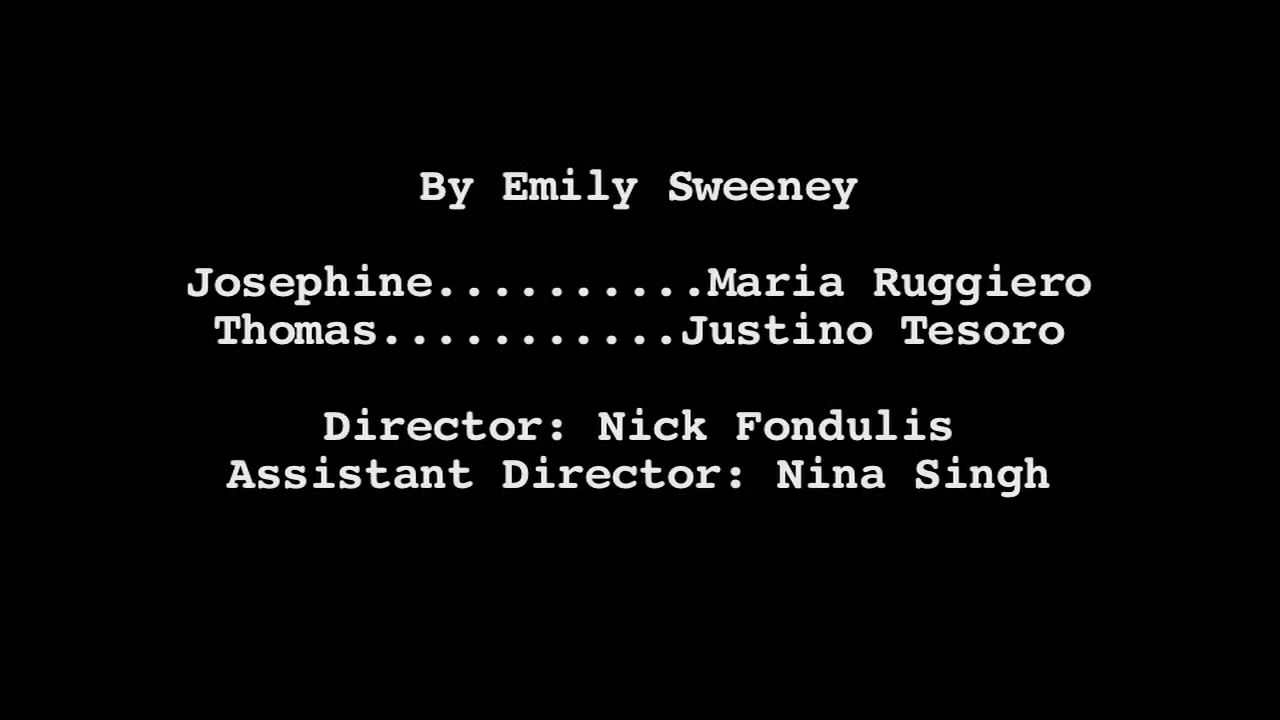 By Emily Sweeney
Josephine..........Maria Ruggiero
Thomas...........Justino Tesoro
Director: Nick Fondulis
Assistant Director: Nina Singh